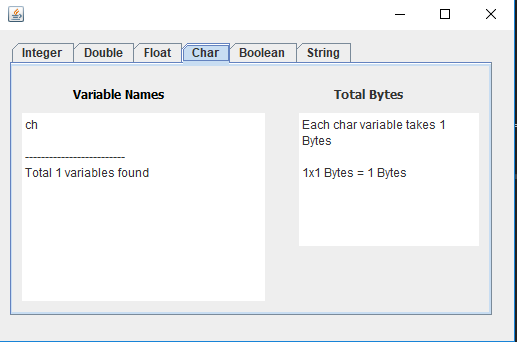 Integer Double Float Char Boolean String
Variable Names Total Bytes
ch
-------------------------
Total 1 variables found
Each char variable takes 1
Bytes
1x1 Bytes = 1 Bytes